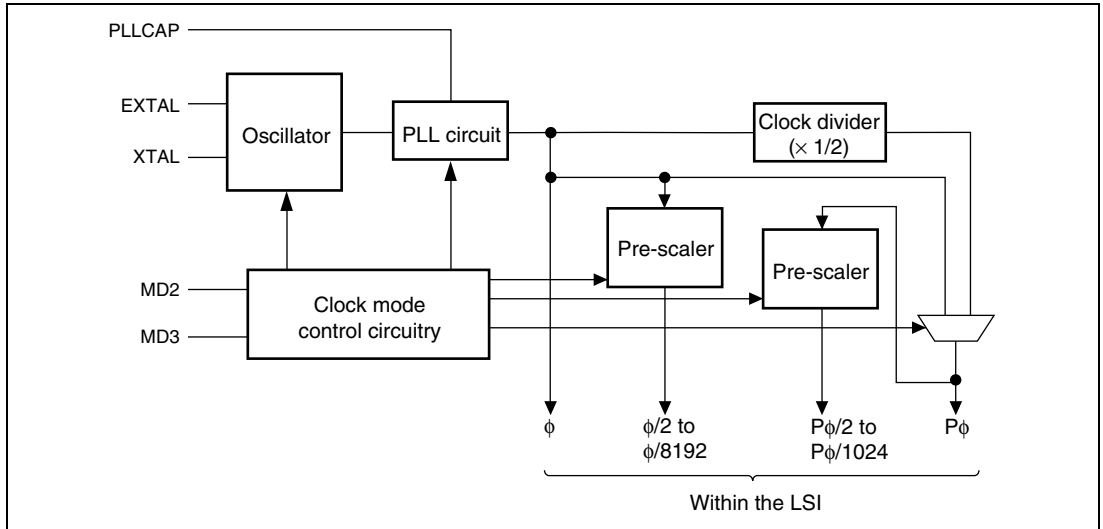 PLLCAP
EXTAL
XTAL
Oscillator
PLL circuit
Clock divider
(× 1/2)
Pre-scaler
Pre-scaler
MD2
MD3
Clock mode
control circuitry
ϕ
ϕ/2 to
ϕ/8192
Pϕ/2 to
Pϕ/1024
Pϕ
Within the LSI